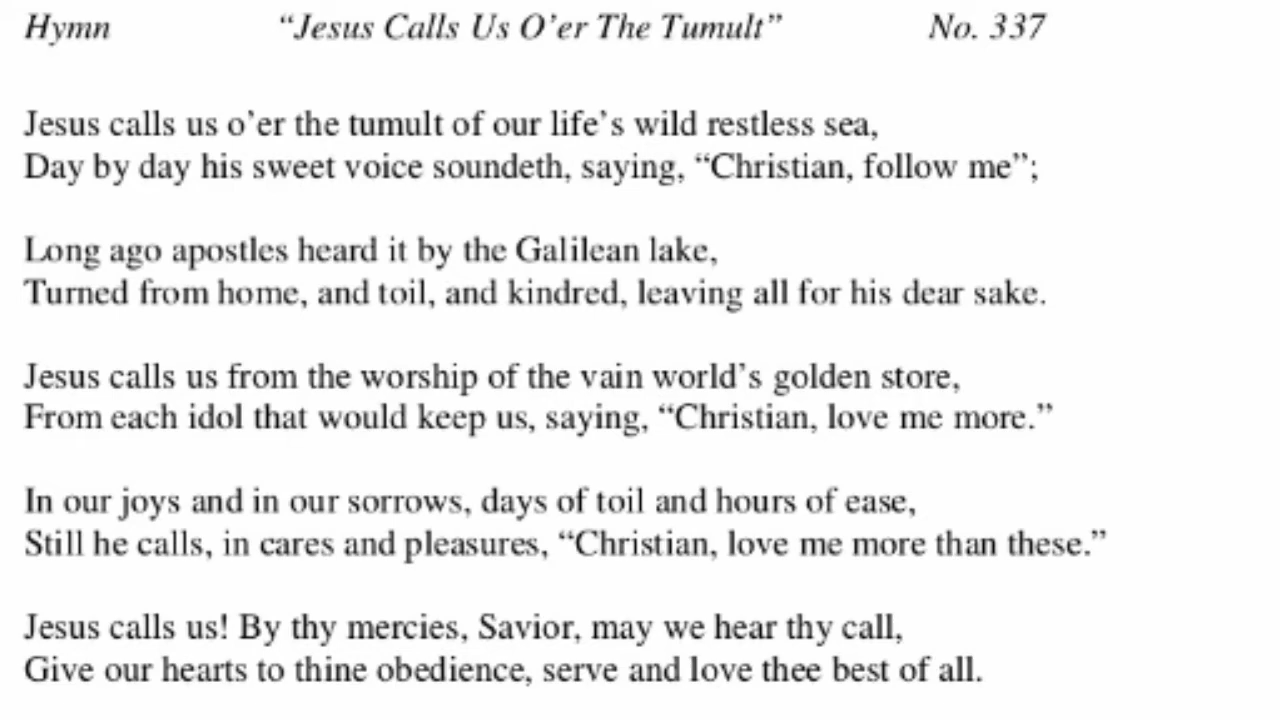 Hymn “Jesus Calls Us O’er The Tumult” No. 337
Jesus calls us o’er the tumult of our life’s wild restless sea,
Day by day his sweet voice soundeth, saying, “Christian, follow me”;
Long ago apostles heard it by the Galilean lake,
Turned from home, and toil, and kindred, leaving all for his dear sake.
Jesus calls us from the worship of the vain world’s golden store,
From each idol that would keep us, saying, “Christian, love me more.”
In our joys and in our sorrows, days of toil and hours of ease,
Still he calls, in cares and pleasures, “Christian, love me more than these.”
Jesus calls us! By thy mercies, Savior, may we hear thy call,
Give our hearts to thine obedience, serve and love thee best of all.